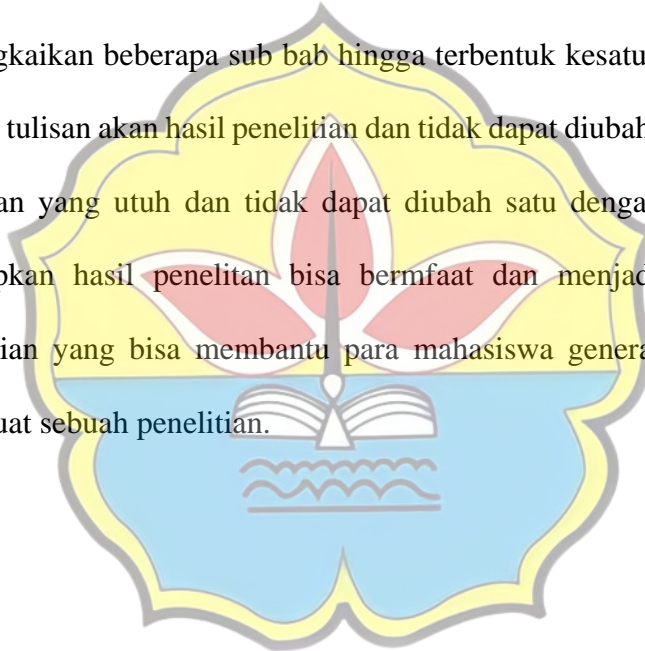 gkaikan beberapa sub bab hingga terbentuk kesatu
tulisan akan hasil penelitian dan tidak dapat diubah
an yang utuh dan tidak dapat diubah satu denga
pkan hasil penelitan bisa bermfaat dan menjad
ian yang bisa membantu para mahasiswa genera
uat sebuah penelitian.